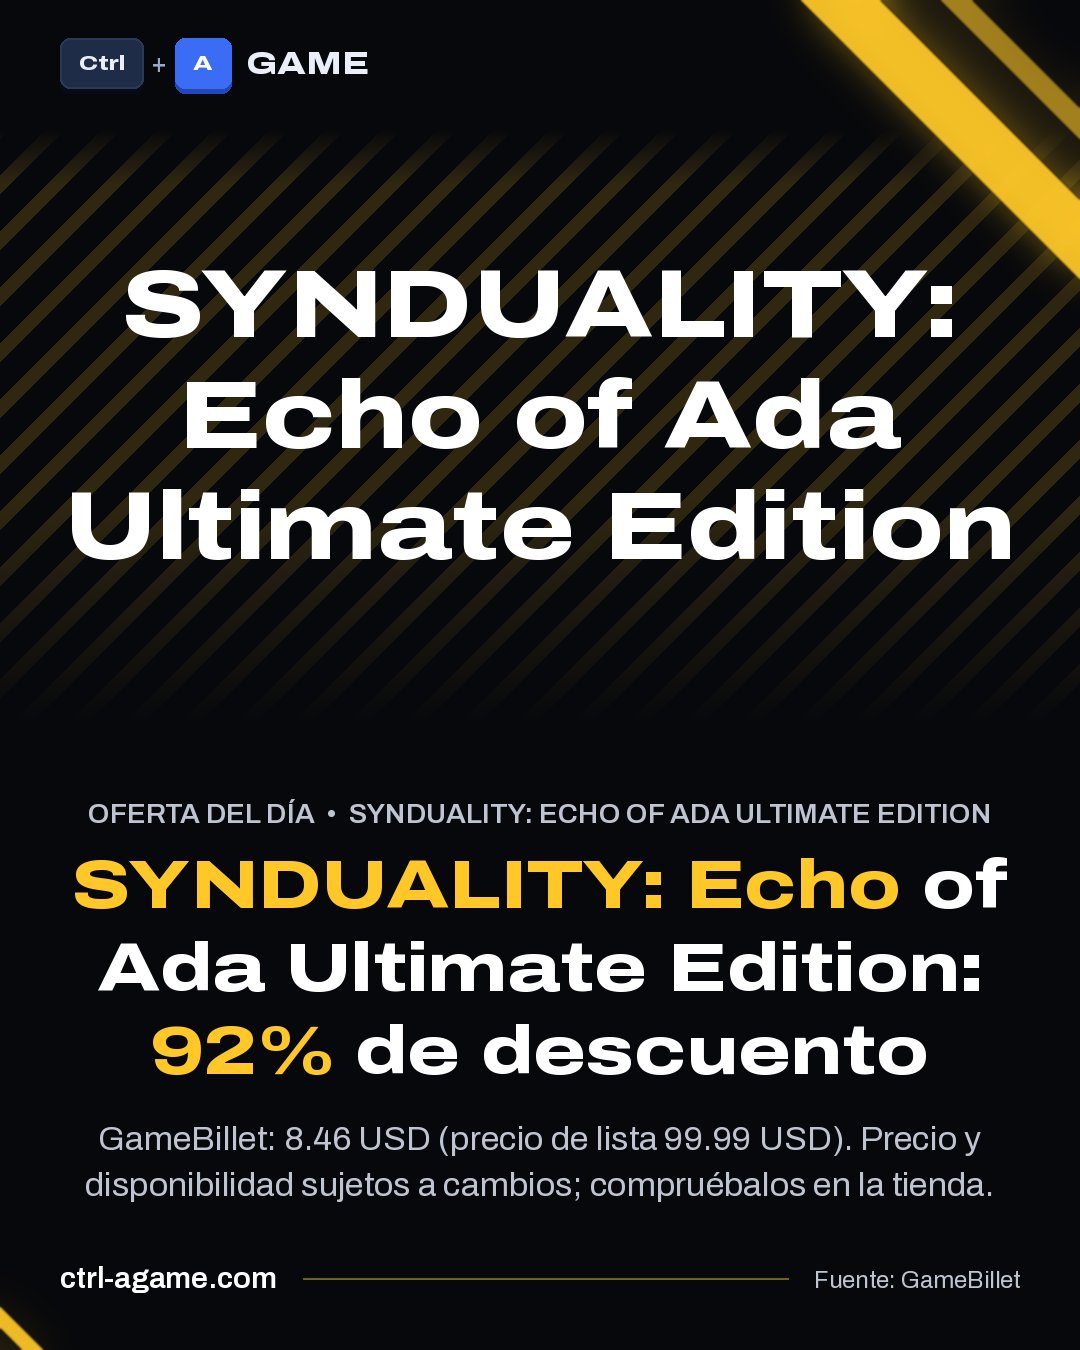 Ctrl + A GAME
SYNDUALITY:
Echo of Ada
Ultimate Edition
OFERTA DEL DÍA • SYNDUALITY: ECHO OF ADA ULTIMATE EDITION
SYNDUALITY: Echo of
Ada Ultimate Edition:
92% de descuento
GameBillet: 8.46 USD (precio de lista 99.99 USD). Precio y
disponibilidad sujetos a cambios; compruébalos en la tienda.
ctrl-agame.com
Fuente: GameBillet